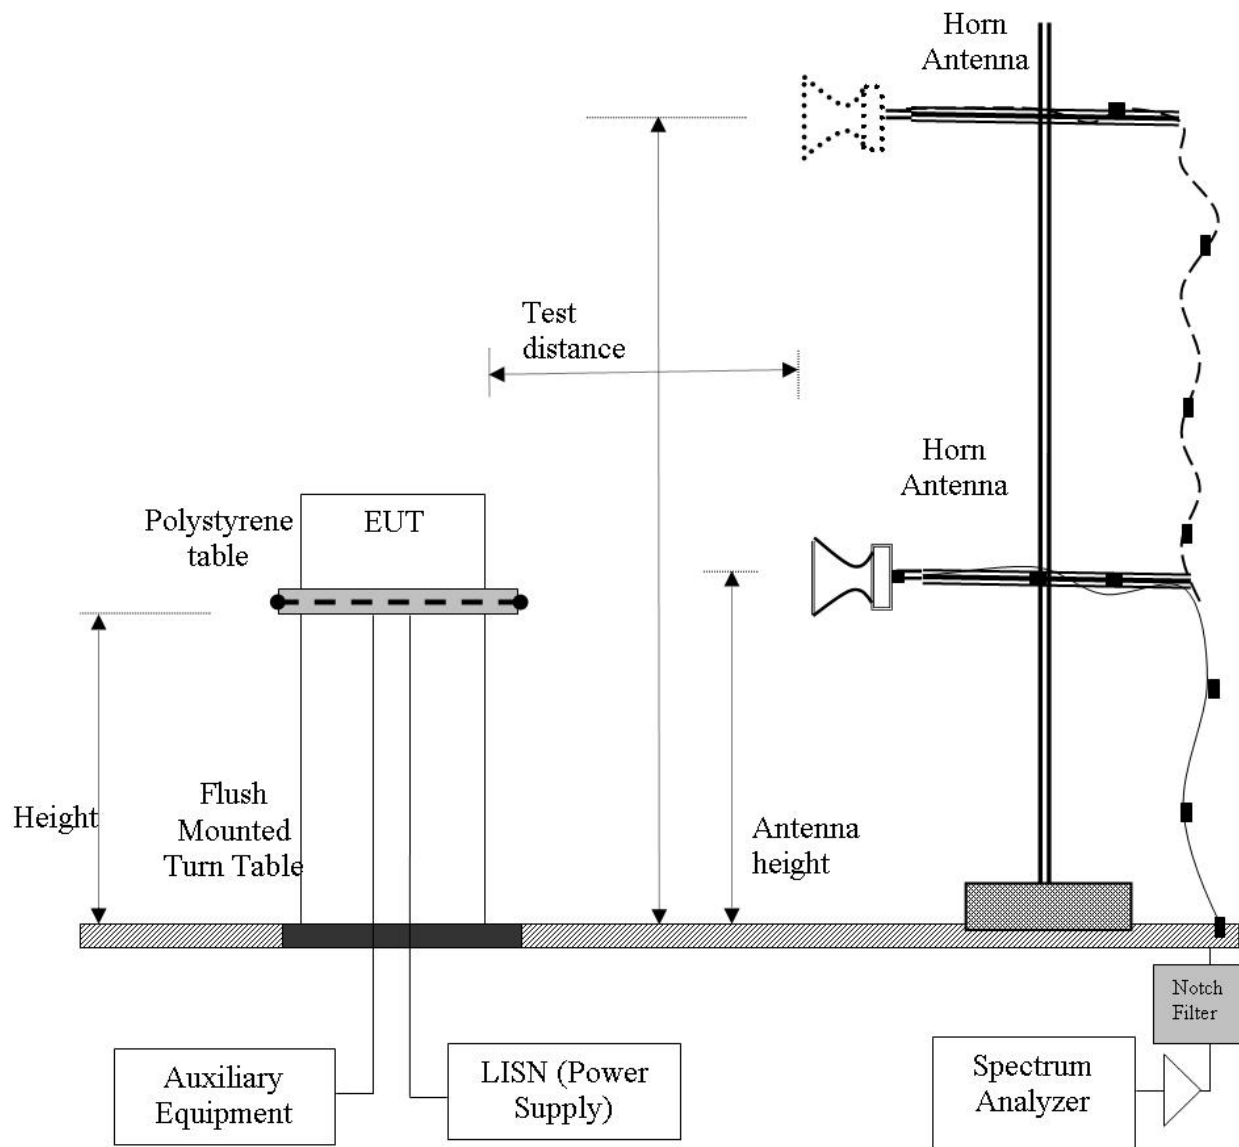 Horn
Antenna
Test
distance
Horn
Antenna
Polystyrene
table
EUT
Height
Flush
Mounted
Turn Table
Antenna
height
Notch
Filter
Auxiliary
Equipment
LISN (Power
Supply)
Spectrum
Analyzer